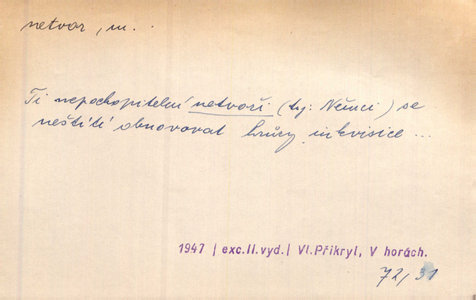 netvor, m.
Ti nepochopitelní netvoři (tj: Němci) se
neštítí obnovovat hrůzy inkvisice ...
1947 | exc.II.vyd.| Vl.Přikryl, V horách.
72/31